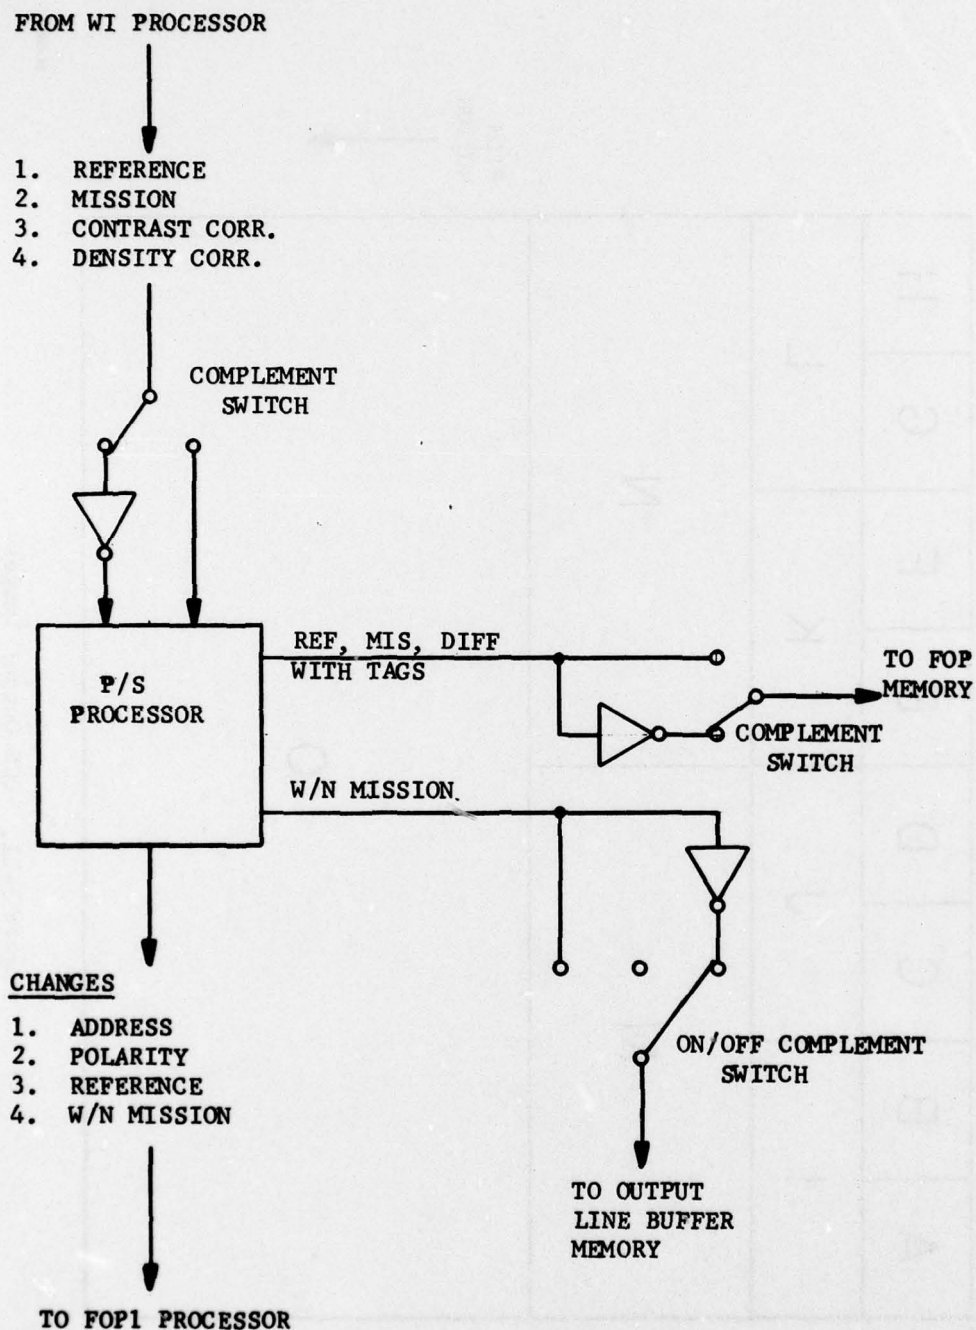 FROM WI PROCESSOR
1. REFERENCE
2. MISSION
3. CONTRAST CORR.
4. DENSITY CORR.
COMPLEMENT
SWITCH
P/S
PROCESSOR
REF, MIS, DIFF
WITH TAGS
TO FOP
MEMORY
COMPLEMENT
SWITCH
W/N MISSION
ON/OFF COMPLEMENT
SWITCH
TO OUTPUT
LINE BUFFER
MEMORY
CHANGES
1. ADDRESS
2. POLARITY
3. REFERENCE
4. W/N MISSION
TO FOP1 PROCESSOR